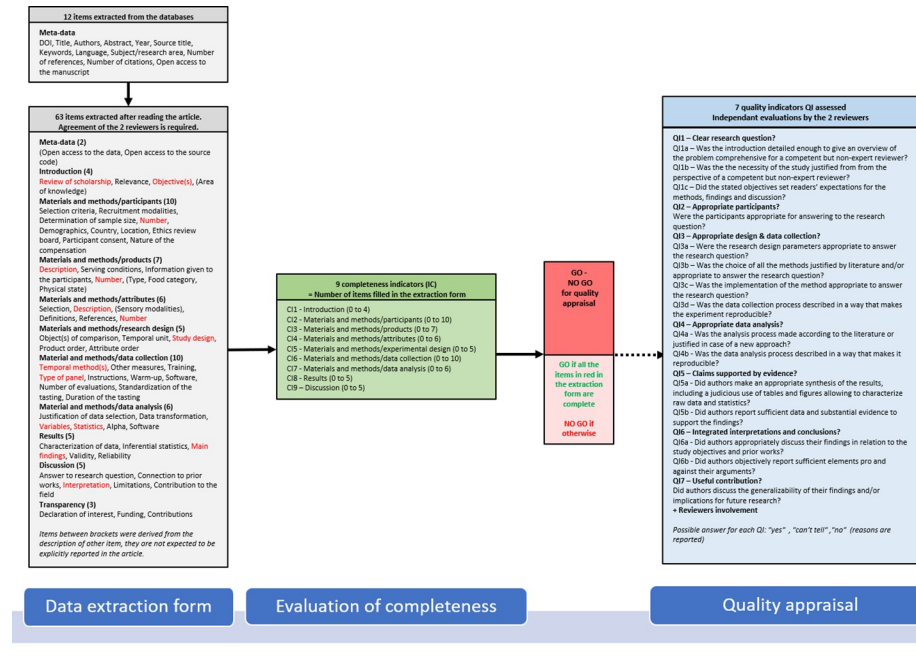 12 items extracted from the databases
Meta-data
DOI, Title, Authors, Abstract, Year, Source title,
Keywords, Language, Subject/research area, Number
of references, Number of citations, Open access to
the manuscript
63 items extracted after reading the article.
Agreement of the 2 reviewers is required.
Meta-data (2)
(Open access to the data, Open access to the source
code)
Introduction (4)
Review of scholarship, Relevance, Objective(s), (Area
of knowledge)
Materials and methods/participants (10)
Selection criteria, Recruitment modalities,
Determination of sample size, Number,
Demographics, Country, Location, Ethics review
board, Participant consent, Nature of the
compensation
Materials and methods/products (7)
Description, Serving conditions, Information given to
the participants, Number, (Type, Food category,
Physical state)
Materials and methods/attributes (6)
Selection, Description, (Sensory modalities),
Definitions, References, Number
Materials and methods/research design (5)
Object(s) of comparison, Temporal unit, Study design,
Product order, Attribute order
Material and methods/data collection (10)
Temporal method(s), Other measures, Training,
Type of panel, Instructions, Warm-up, Software,
Number of evaluations, Standardization of the
tasting, Duration of the tasting
Material and methods/data analysis (6)
Justification of data selection, Data transformation,
Variables, Statistics, Alpha, Software
Results (5)
Characterization of data, Inferential statistics, Main
findings, Validity, Reliability
Discussion (5)
Answer to research question, Connection to prior
works, Interpretation, Limitations, Contribution to the
field
Transparency (3)
Declaration of interest, Funding, Contributions
Items between brackets were derived from the
description of other item, they are not expected to be
explicitly reported in the article.
9 completeness indicators (IC)
= Number of items filled in the extraction form
CI1 - Introduction (0 to 4)
CI2 - Materials and methods/participants (0 to 10)
CI3 - Materials and methods/products (0 to 7)
CI4 - Materials and methods/attributes (0 to 6)
CI5 - Materials and methods/experimental design (0 to 5)
CI6 - Materials and methods/data collection (0 to 10)
CI7 - Materials and methods/data analysis (0 to 6)
CI8 - Results (0 to 5)
CI9 – Discussion (0 to 5)
GO -
NO GO
for quality
appraisal
GO if all the
items in red in
the extraction
form are
complete
NO GO if
otherwise
7 quality indicators QI assessed
Independant evaluations by the 2 reviewers
QI1 – Clear research question?
QI1a – Was the introduction detailed enough to give an overview of
the problem comprehensive for a competent but non-expert reviewer?
QI1b – Was the the necessity of the study justified from from the
perspective of a competent but non-expert reviewer?
QI1c – Did the stated objectives set readers' expectations for the
methods, findings and discussion?
QI2 – Appropriate participants?
Were the participants appropriate for answering to the research
question?
QI3 – Appropriate design & data collection?
QI3a – Were the research design parameters appropriate to answer
the research question?
QI3b – Was the choice of all the methods justified by literature and/or
appropriate to answer the research question?
QI3c – Was the implementation of the method appropriate to answer
the research question?
QI3d – Was the data collection process described in a way that makes
the experiment reproducible?
QI4 – Appropriate data analysis?
QI4a – Was the analysis process made according to the literature or
justified in case of a new approach?
QI4b – Was the data analysis process described in a way that makes it
reproducible?
QI5 – Claims supported by evidence?
QI5a - Did authors make an appropriate synthesis of the results,
including a judicious use of tables and figures allowing to characterize
raw data and statistics?
QI5b - Did authors report sufficient data and substantial evidence to
support the findings?
QI6 – Integrated interpretations and conclusions?
QI6a - Did authors appropriately discuss their findings in relation to the
study objectives and prior works?
QI6b - Did authors objectively report sufficient elements pro and
against their arguments?
QI7 – Useful contribution?
Did authors discuss the generalizability of their findings and/or
implications for future research?
+ Reviewers involvement
Possible answer for each QI: "yes" , "can't tell" ,"no" (reasons are
reported)
Data extraction form
Evaluation of completeness
Quality appraisal